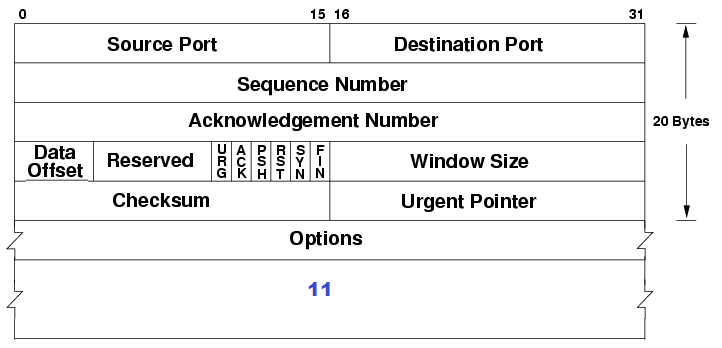 0 15 16 31
Source Port Destination Port
Sequence Number
Acknowledgement Number
20 Bytes
Data Offset Reserved URG ACK PSH RST SYN FIN Window Size
Checksum Urgent Pointer
Options
11